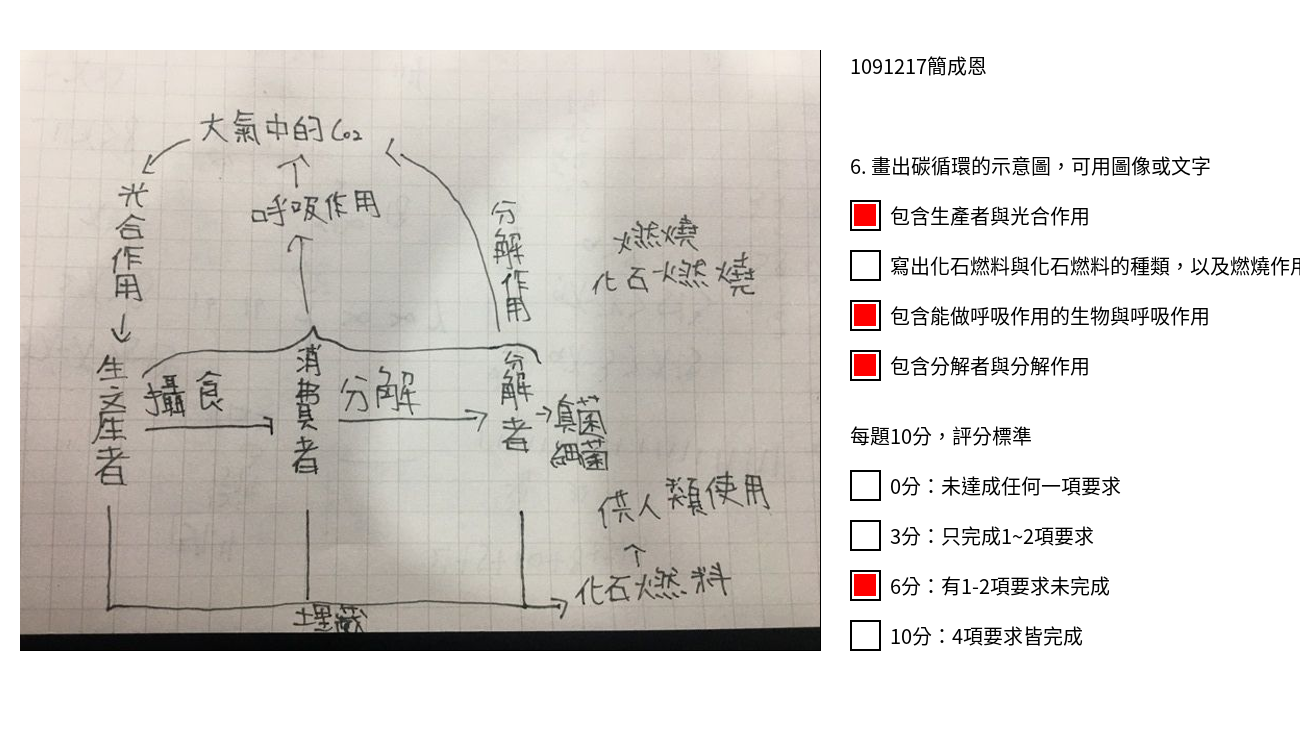 大氣中的CO2
光合作用
呼吸作用
分解作用
燃燒
化石燃燒
生產者
攝食
消費者
分解
分解者
真菌
細菌
供人類使用
化石燃料
埋藏
1091217簡成恩
6. 畫出碳循環的示意圖，可用圖像或文字
包含生產者與光合作用
寫出化石燃料與化石燃料的種類，以及燃燒作用
包含能做呼吸作用的生物與呼吸作用
包含分解者與分解作用
每題10分，評分標準
0分：未達成任何一項要求
3分：只完成1~2項要求
6分：有1-2項要求未完成
10分：4項要求皆完成